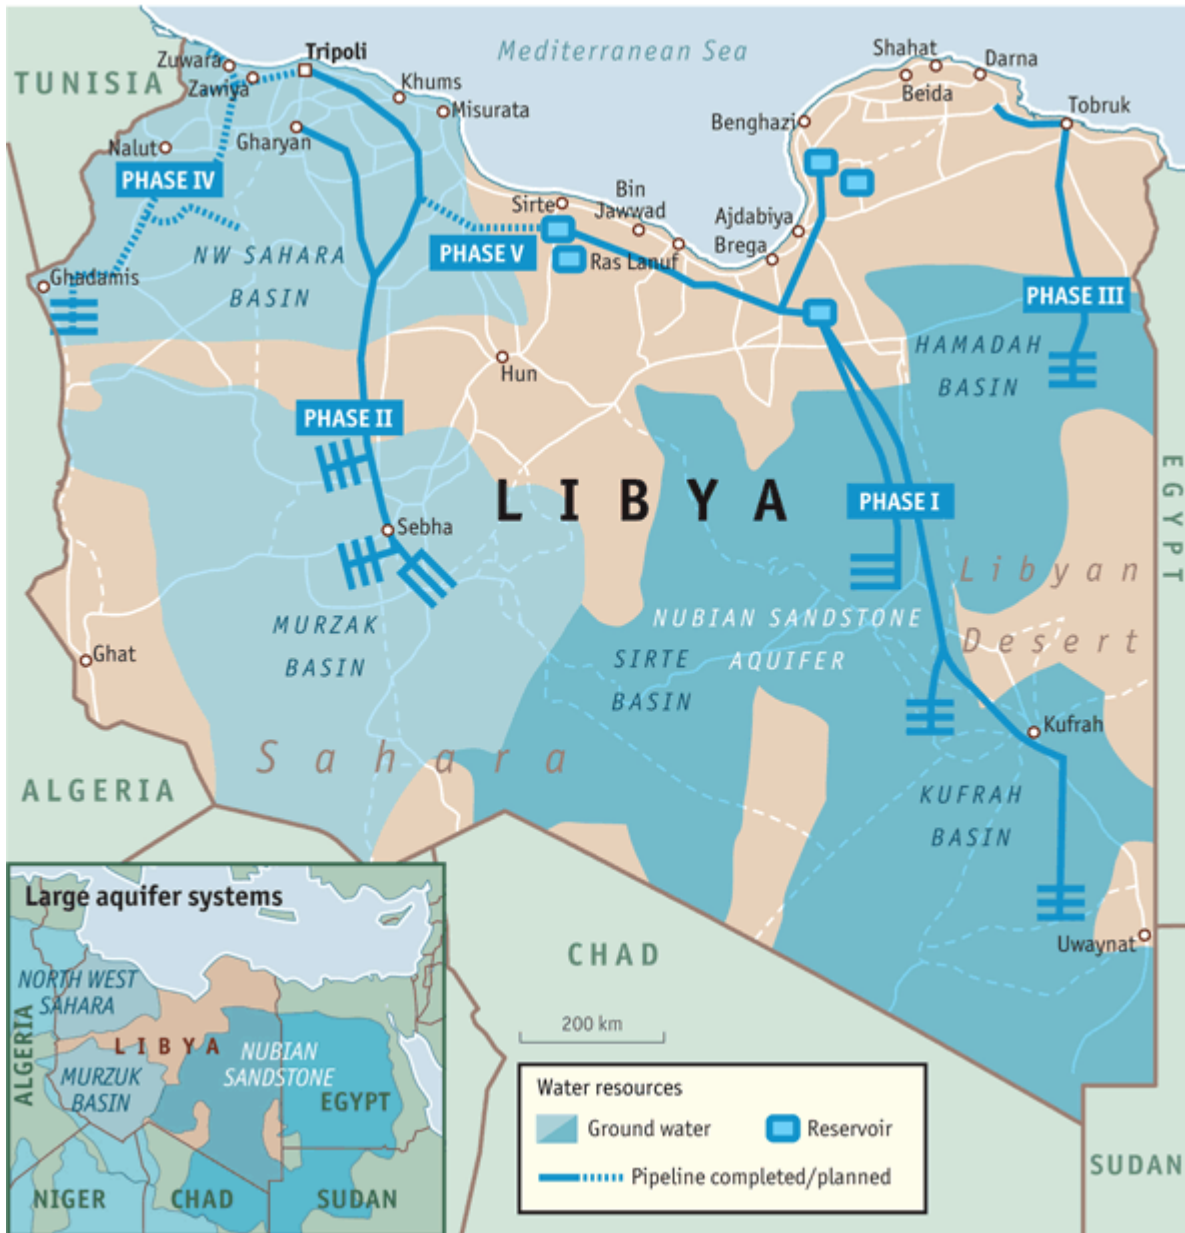 Mediterranean Sea
TUNISIA
Zuwara
Zawiya
Tripoli
Khums
Misurata
Gharyan
Nalut
PHASE IV
Ghadamis
NW SAHARA
BASIN
PHASE V
Sirte
Bin
Jawwad
Ras Lanuf
Ajdabiya
Brega
Benghazi
Shahat
Beida
Darna
Tobruk
PHASE III
HAMADAH
BASIN
Hun
PHASE II
LIBYA
PHASE I
EGYPT
Sebha
Libyan
Desert
NUBIAN SANDSTONE
AQUIFER
MURZAK
BASIN
SIRTE
BASIN
Ghat
Sahara
Kufrah
KUFRAH
BASIN
ALGERIA
Uwaynat
CHAD
SUDAN
200 km
Large aquifer systems
NORTH WEST
SAHARA
ALGERIA
LIBYA
MURZUK
BASIN
NUBIAN
SANDSTONE
EGYPT
NIGER
CHAD
SUDAN
Water resources
Ground water
Reservoir
Pipeline completed/planned